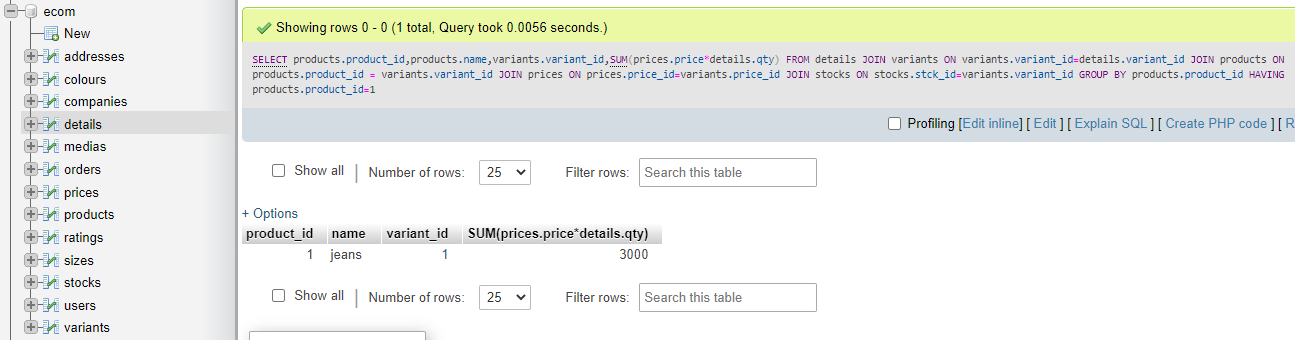 ecom
New
addresses
colours
companies
details
medias
orders
prices
products
ratings
sizes
stocks
users
variants
Showing rows 0 - 0 (1 total, Query took 0.0056 seconds.)
SELECT products.product_id,products.name,variants.variant_id,SUM(prices.price*details.qty) FROM details JOIN variants ON variants.variant_id=details.variant_id JOIN products ON
products.product_id = variants.variant_id JOIN prices ON prices.price_id=variants.price_id JOIN stocks ON stocks.stck_id=variants.variant_id GROUP BY products.product_id HAVING
products.product_id=1
Profiling [Edit inline] [ Edit ] [ Explain SQL ] [ Create PHP code ] [ R
Show all | Number of rows: 25 Filter rows: Search this table
+ Options
product_id name variant_id SUM(prices.price*details.qty)
1 jeans 1 3000
Show all | Number of rows: 25 Filter rows: Search this table